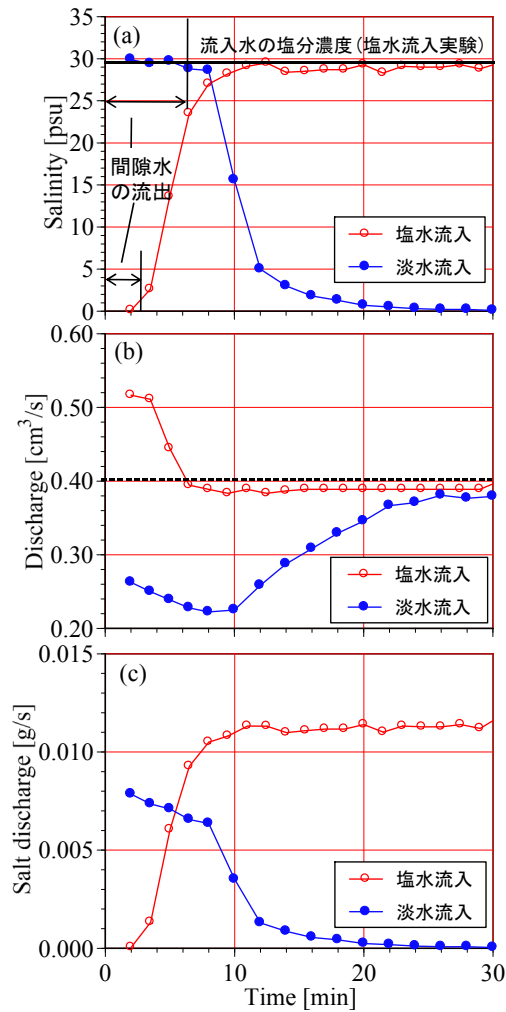 (a)
流入水の塩分濃度(塩水流入実験)
間隙水
の流出
塩水流入
淡水流入
Salinity [psu]
35
30
25
20
15
10
5
0
(b)
塩水流入
淡水流入
Discharge [cm³/s]
0.60
0.50
0.40
0.30
0.20
(c)
塩水流入
淡水流入
Salt discharge [g/s]
0.015
0.010
0.005
0.000
0 10 20 30
Time [min]